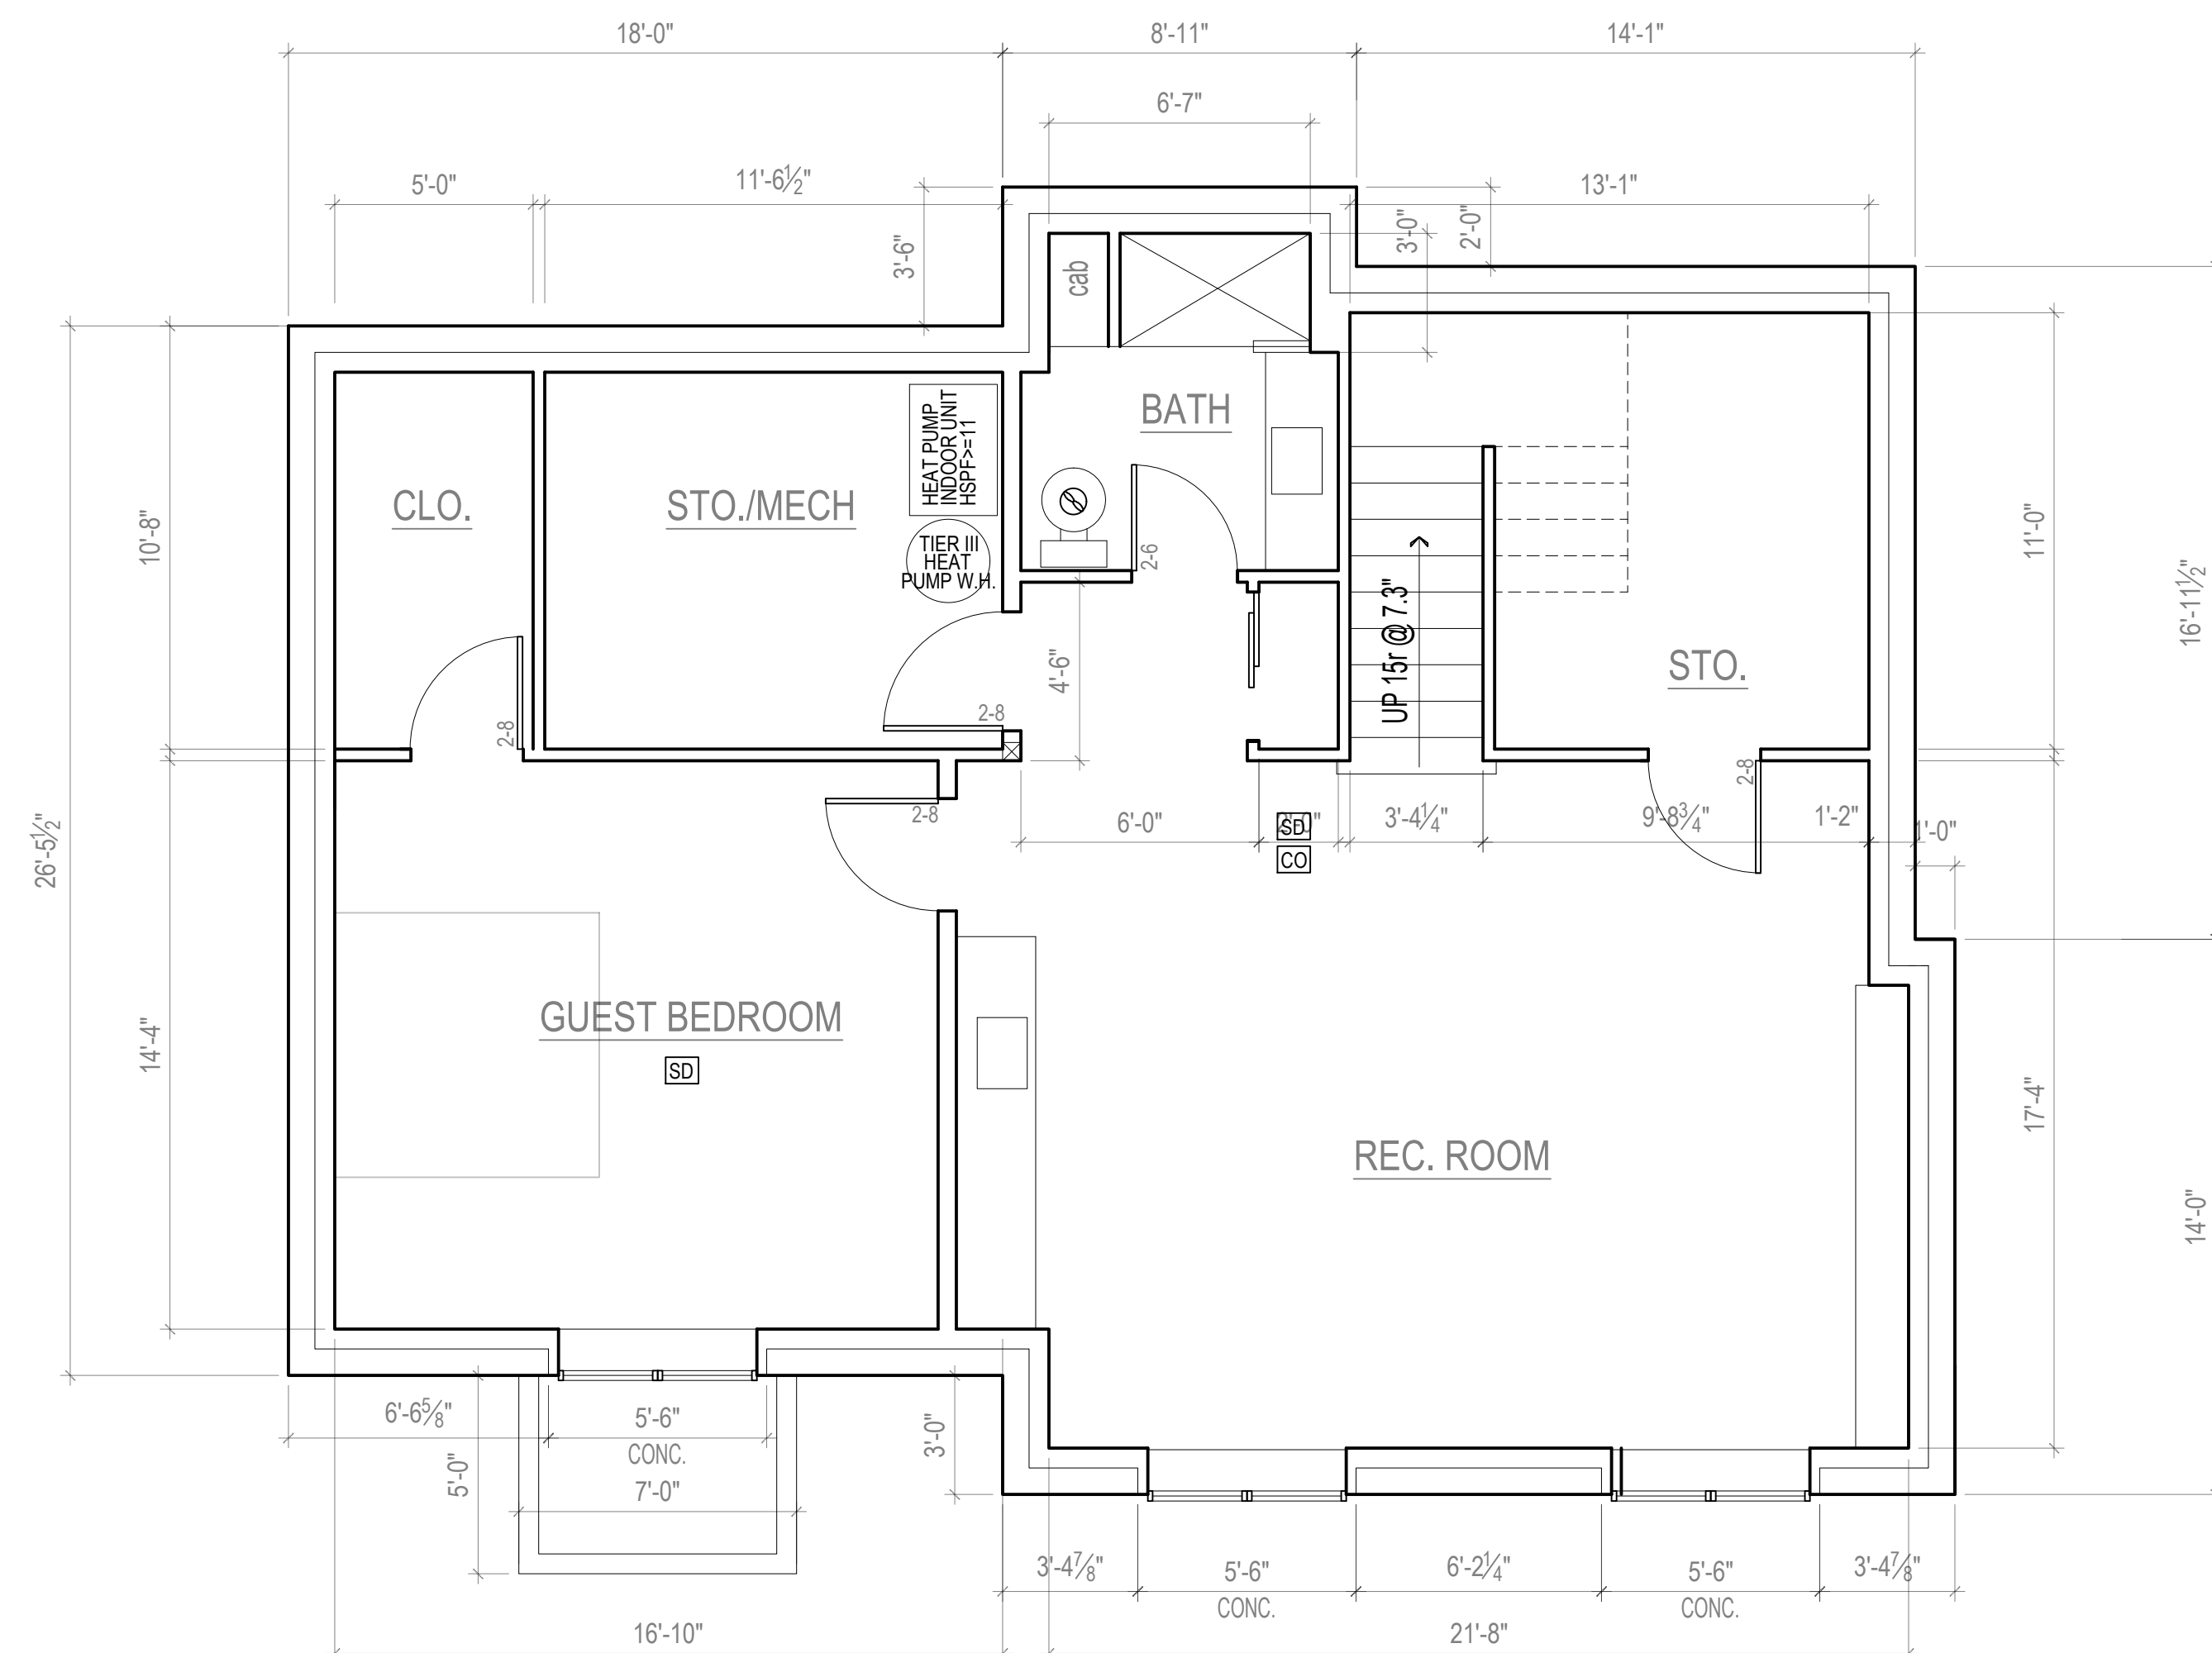 18'-0"
8'-11"
14'-1"
6'-7"
5'-0"
11'-6½"
13'-1"
3'-6"
3'-0"
2'-0"
cab
BATH
HEAT PUMP
INDOOR UNIT
HSPF>=11
CLO.
STO./MECH
TIER III
HEAT
PUMP W.H.
2-6
10'-8"
11'-0"
16'-11½"
UP 15r @ 7.3"
4'-6"
STO.
2-8
2-8
2-8
2-8
6'-0"
2'-0"
SD
CO
3'-4¼"
9'-8¾"
1'-2"
1'-0"
26'-5½"
14'-4"
GUEST BEDROOM
SD
REC. ROOM
17'-4"
14'-0"
6'-6⅝"
5'-6"
CONC.
7'-0"
5'-0"
3'-0"
3'-4⅞"
5'-6"
CONC.
6'-2¼"
5'-6"
CONC.
3'-4⅞"
16'-10"
21'-8"